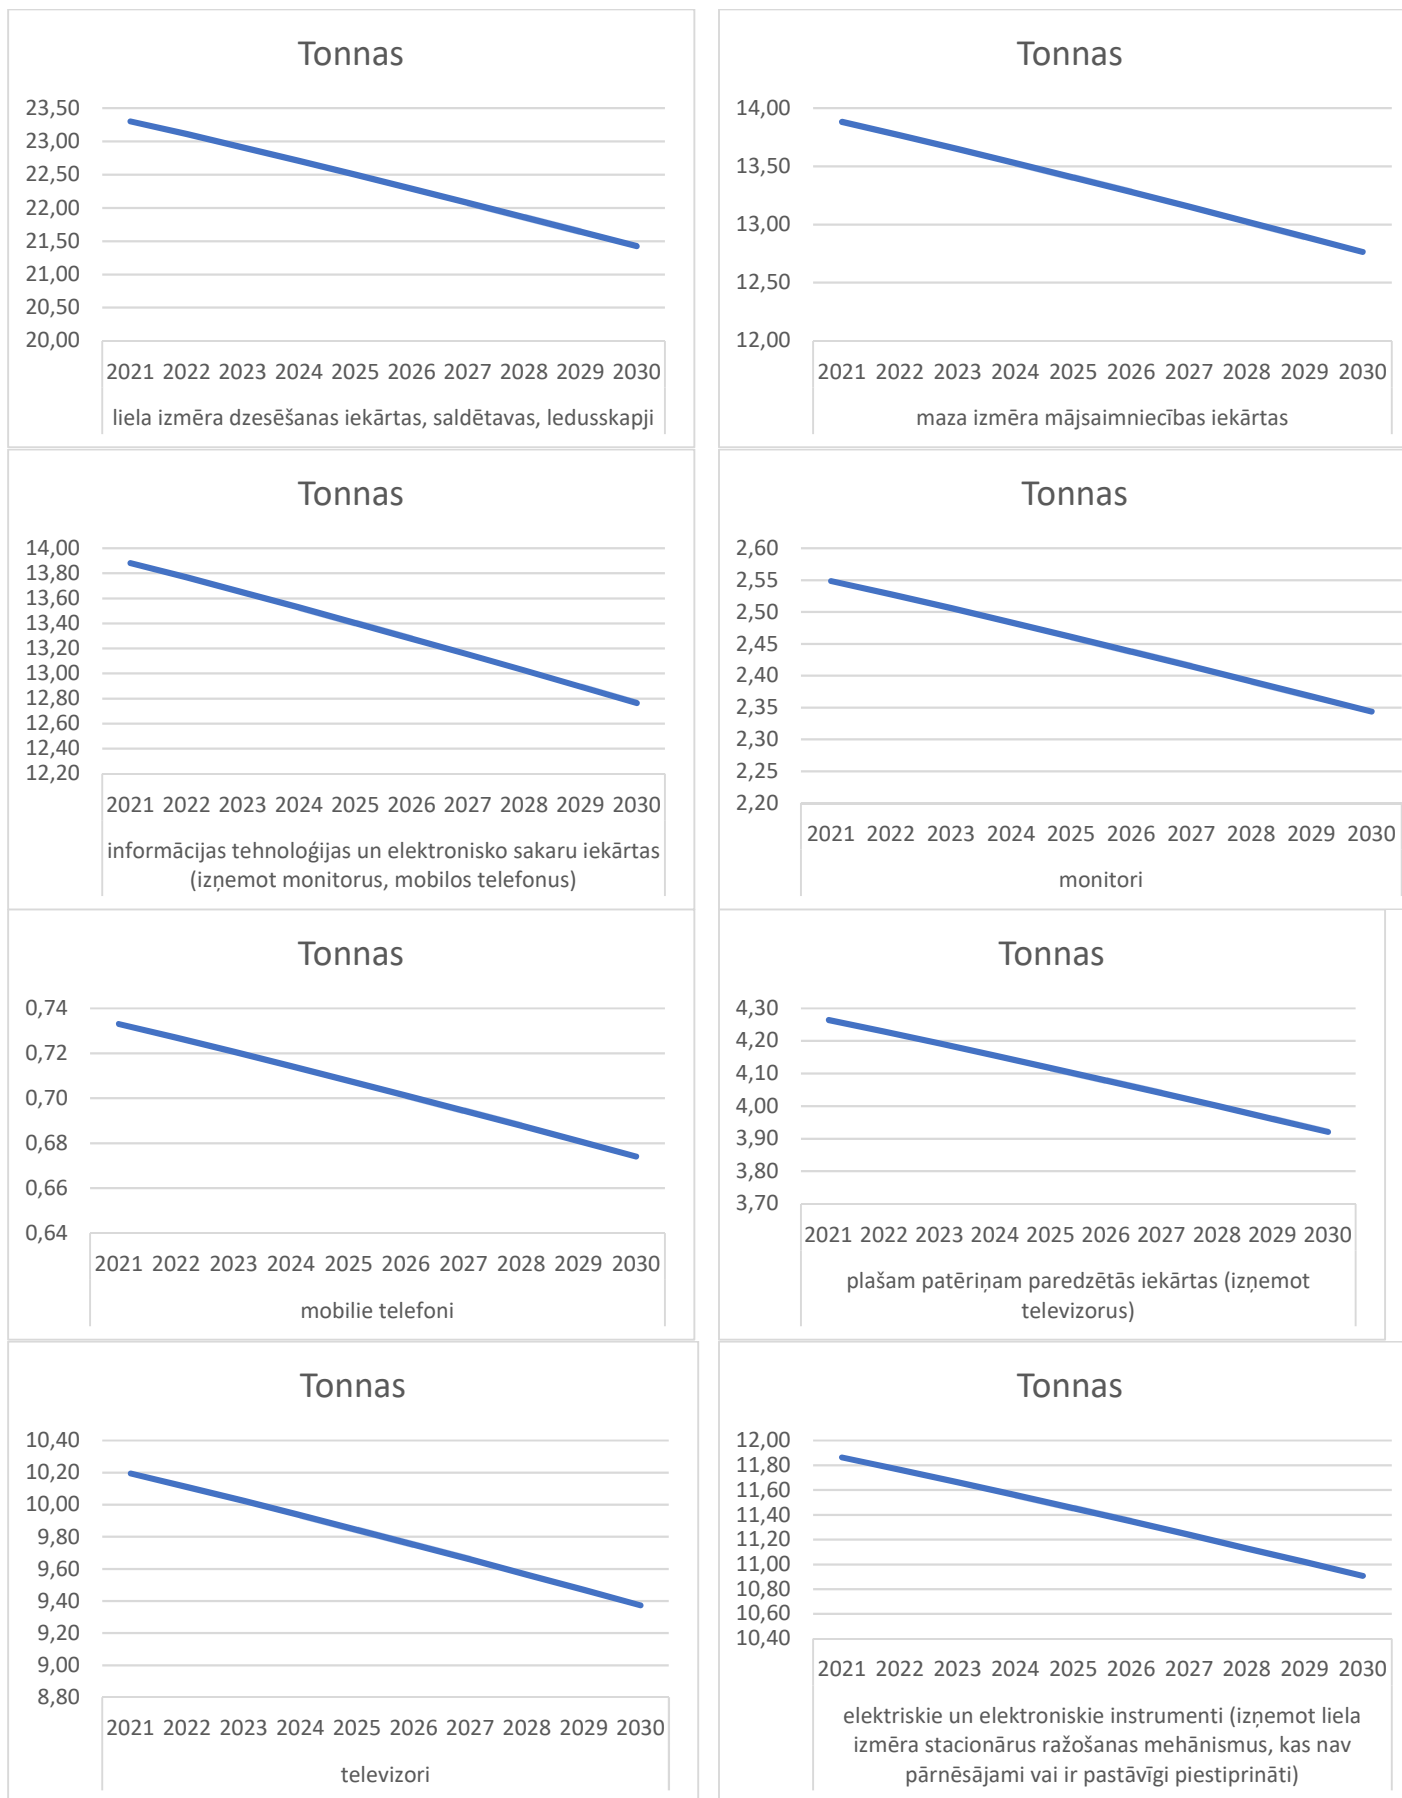 Tonnas
23,50
23,00
22,50
22,00
21,50
21,00
20,50
20,00
2021 2022 2023 2024 2025 2026 2027 2028 2029 2030
liela izmēra dzesēšanas iekārtas, saldētavas, ledusskapji
Tonnas
14,00
13,50
13,00
12,50
12,00
2021 2022 2023 2024 2025 2026 2027 2028 2029 2030
maza izmēra mājsaimniecības iekārtas
Tonnas
14,00
13,80
13,60
13,40
13,20
13,00
12,80
12,60
12,40
12,20
2021 2022 2023 2024 2025 2026 2027 2028 2029 2030
informācijas tehnoloģijas un elektronisko sakaru iekārtas
(izņemot monitorus, mobilos telefonus)
Tonnas
2,60
2,55
2,50
2,45
2,40
2,35
2,30
2,25
2,20
2021 2022 2023 2024 2025 2026 2027 2028 2029 2030
monitori
Tonnas
0,74
0,72
0,70
0,68
0,66
0,64
2021 2022 2023 2024 2025 2026 2027 2028 2029 2030
mobilie telefoni
Tonnas
4,30
4,20
4,10
4,00
3,90
3,80
3,70
2021 2022 2023 2024 2025 2026 2027 2028 2029 2030
plašam patēriņam paredzētās iekārtas (izņemot
televizorus)
Tonnas
10,40
10,20
10,00
9,80
9,60
9,40
9,20
9,00
8,80
2021 2022 2023 2024 2025 2026 2027 2028 2029 2030
televizori
Tonnas
12,00
11,80
11,60
11,40
11,20
11,00
10,80
10,60
10,40
2021 2022 2023 2024 2025 2026 2027 2028 2029 2030
elektriskie un elektroniskie instrumenti (izņemot liela
izmēra stacionārus ražošanas mehānismus, kas nav
pārnēsājami vai ir pastāvīgi piestiprināti)